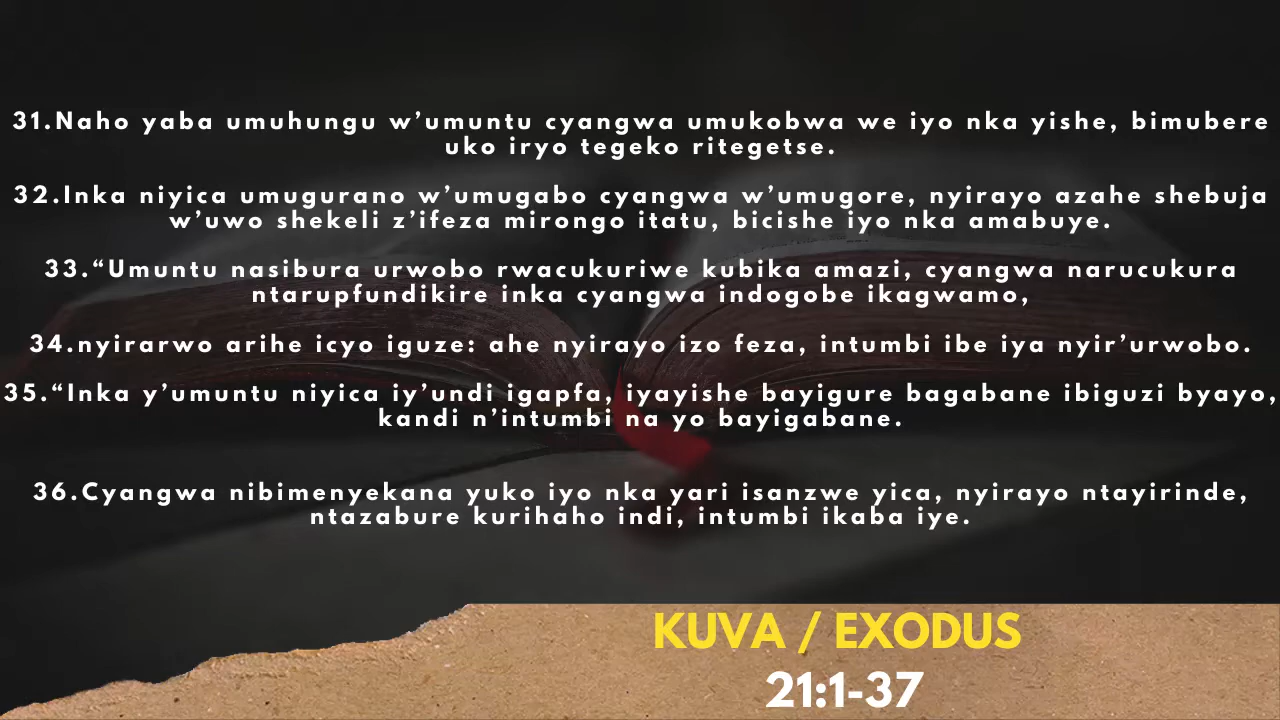 31.Naho yaba umuhungu w’umuntu cyangwa umukobwa we iyo nka yishe, bimubere
uko iryo tegeko ritegetse.
32.Inka niyica umugurano w’umugabo cyangwa w’umugore, nyirayo azahe shebuja
w’uwo shekeli z’ifeza mirongo itatu, bicishe iyo nka amabuye.
33.“Umuntu nasibura urwobo rwacukuriwe kubika amazi, cyangwa narucukura
ntarupfundikire inka cyangwa indogobe ikagwamo,
34.nyirarwo arihe icyo iguze: ahe nyirayo izo feza, intumbi ibe iya nyir’urwobo.
35.“Inka y’umuntu niyica iy’undi igapfa, iyayishe bayigure bagabane ibiguzi byayo,
kandi n’intumbi na yo bayigabane.
36.Cyangwa nibimenyekana yuko iyo nka yari isanzwe yica, nyirayo ntayirinde,
ntazabure kurihaho indi, intumbi ikaba iye.
KUVA / EXODUS
21:1-37